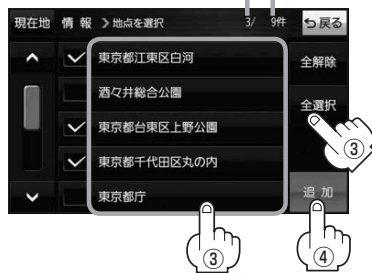 現在地 情 報 > 地点を選択 3/ 9件 戻る
東京都江東区白河
全解除
酒々井総合公園
全選択
東京都台東区上野公園
③
東京都千代田区丸の内
東京都庁
追 加
③
④